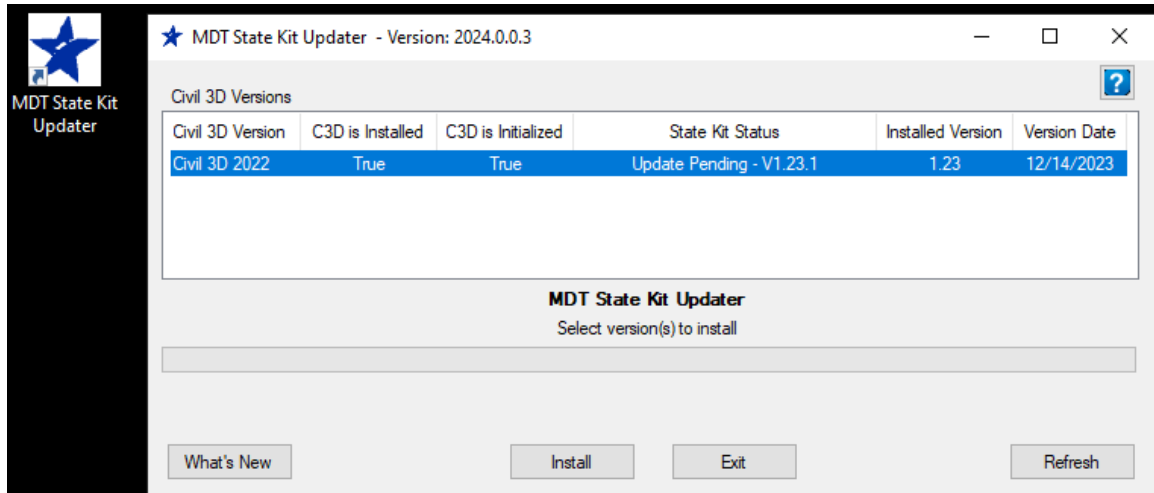 MDT State Kit Updater - Version: 2024.0.0.3
MDT State Kit
Updater
?
Civil 3D Versions
Civil 3D Version C3D is Installed C3D is Initialized State Kit Status Installed Version Version Date
Civil 3D 2022 True True Update Pending - V1.23.1 1.23 12/14/2023
MDT State Kit Updater
Select version(s) to install
What's New Install Exit Refresh